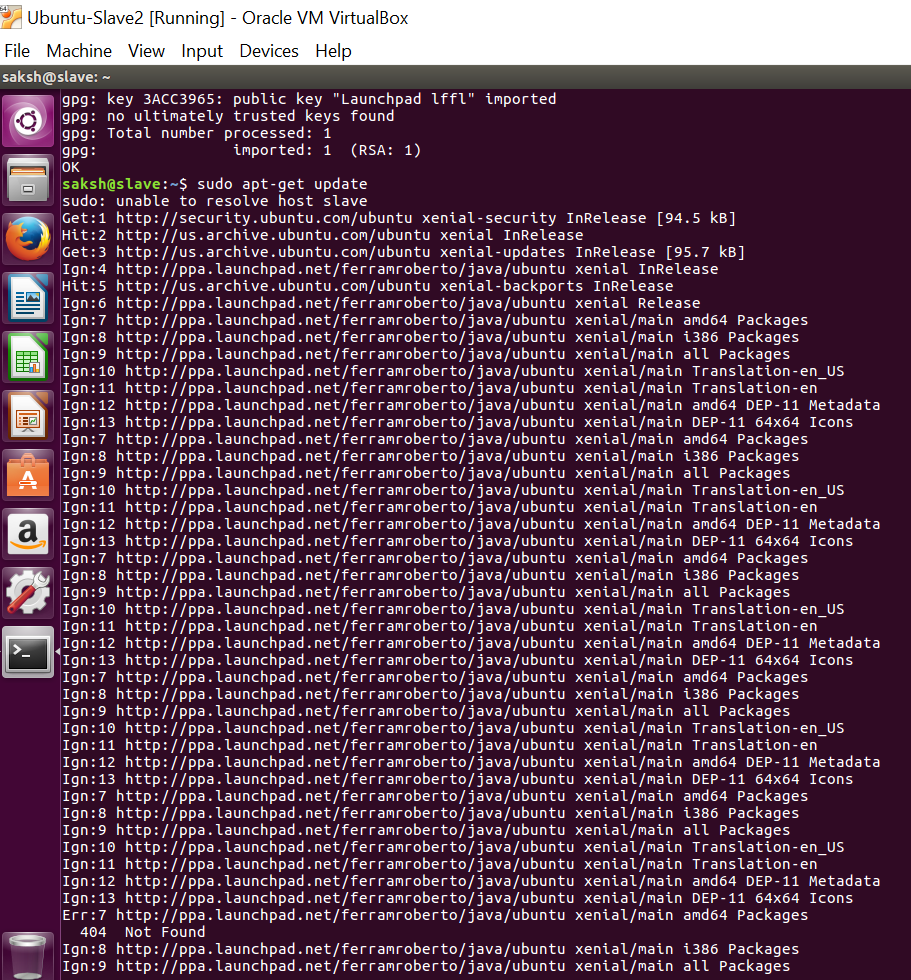 Ubuntu-Slave2 [Running] - Oracle VM VirtualBox
File Machine View Input Devices Help
saksh@slave: ~
gpg: key 3ACC3965: public key "Launchpad lffl" imported
gpg: no ultimately trusted keys found
gpg: Total number processed: 1
gpg:               imported: 1  (RSA: 1)
OK
saksh@slave:~$ sudo apt-get update
sudo: unable to resolve host slave
Get:1 http://security.ubuntu.com/ubuntu xenial-security InRelease [94.5 kB]
Hit:2 http://us.archive.ubuntu.com/ubuntu xenial InRelease
Get:3 http://us.archive.ubuntu.com/ubuntu xenial-updates InRelease [95.7 kB]
Ign:4 http://ppa.launchpad.net/ferramroberto/java/ubuntu xenial InRelease
Hit:5 http://us.archive.ubuntu.com/ubuntu xenial-backports InRelease
Ign:6 http://ppa.launchpad.net/ferramroberto/java/ubuntu xenial Release
Ign:7 http://ppa.launchpad.net/ferramroberto/java/ubuntu xenial/main amd64 Packages
Ign:8 http://ppa.launchpad.net/ferramroberto/java/ubuntu xenial/main i386 Packages
Ign:9 http://ppa.launchpad.net/ferramroberto/java/ubuntu xenial/main all Packages
Ign:10 http://ppa.launchpad.net/ferramroberto/java/ubuntu xenial/main Translation-en_US
Ign:11 http://ppa.launchpad.net/ferramroberto/java/ubuntu xenial/main Translation-en
Ign:12 http://ppa.launchpad.net/ferramroberto/java/ubuntu xenial/main amd64 DEP-11 Metadata
Ign:13 http://ppa.launchpad.net/ferramroberto/java/ubuntu xenial/main DEP-11 64x64 Icons
Ign:7 http://ppa.launchpad.net/ferramroberto/java/ubuntu xenial/main amd64 Packages
Ign:8 http://ppa.launchpad.net/ferramroberto/java/ubuntu xenial/main i386 Packages
Ign:9 http://ppa.launchpad.net/ferramroberto/java/ubuntu xenial/main all Packages
Ign:10 http://ppa.launchpad.net/ferramroberto/java/ubuntu xenial/main Translation-en_US
Ign:11 http://ppa.launchpad.net/ferramroberto/java/ubuntu xenial/main Translation-en
Ign:12 http://ppa.launchpad.net/ferramroberto/java/ubuntu xenial/main amd64 DEP-11 Metadata
Ign:13 http://ppa.launchpad.net/ferramroberto/java/ubuntu xenial/main DEP-11 64x64 Icons
Ign:7 http://ppa.launchpad.net/ferramroberto/java/ubuntu xenial/main amd64 Packages
Ign:8 http://ppa.launchpad.net/ferramroberto/java/ubuntu xenial/main i386 Packages
Ign:9 http://ppa.launchpad.net/ferramroberto/java/ubuntu xenial/main all Packages
Ign:10 http://ppa.launchpad.net/ferramroberto/java/ubuntu xenial/main Translation-en_US
Ign:11 http://ppa.launchpad.net/ferramroberto/java/ubuntu xenial/main Translation-en
Ign:12 http://ppa.launchpad.net/ferramroberto/java/ubuntu xenial/main amd64 DEP-11 Metadata
Ign:13 http://ppa.launchpad.net/ferramroberto/java/ubuntu xenial/main DEP-11 64x64 Icons
Ign:7 http://ppa.launchpad.net/ferramroberto/java/ubuntu xenial/main amd64 Packages
Ign:8 http://ppa.launchpad.net/ferramroberto/java/ubuntu xenial/main i386 Packages
Ign:9 http://ppa.launchpad.net/ferramroberto/java/ubuntu xenial/main all Packages
Ign:10 http://ppa.launchpad.net/ferramroberto/java/ubuntu xenial/main Translation-en_US
Ign:11 http://ppa.launchpad.net/ferramroberto/java/ubuntu xenial/main Translation-en
Ign:12 http://ppa.launchpad.net/ferramroberto/java/ubuntu xenial/main amd64 DEP-11 Metadata
Ign:13 http://ppa.launchpad.net/ferramroberto/java/ubuntu xenial/main DEP-11 64x64 Icons
Ign:7 http://ppa.launchpad.net/ferramroberto/java/ubuntu xenial/main amd64 Packages
Ign:8 http://ppa.launchpad.net/ferramroberto/java/ubuntu xenial/main i386 Packages
Ign:9 http://ppa.launchpad.net/ferramroberto/java/ubuntu xenial/main all Packages
Ign:10 http://ppa.launchpad.net/ferramroberto/java/ubuntu xenial/main Translation-en_US
Ign:11 http://ppa.launchpad.net/ferramroberto/java/ubuntu xenial/main Translation-en
Ign:12 http://ppa.launchpad.net/ferramroberto/java/ubuntu xenial/main amd64 DEP-11 Metadata
Ign:13 http://ppa.launchpad.net/ferramroberto/java/ubuntu xenial/main DEP-11 64x64 Icons
Err:7 http://ppa.launchpad.net/ferramroberto/java/ubuntu xenial/main amd64 Packages
  404  Not Found
Ign:8 http://ppa.launchpad.net/ferramroberto/java/ubuntu xenial/main i386 Packages
Ign:9 http://ppa.launchpad.net/ferramroberto/java/ubuntu xenial/main all Packages